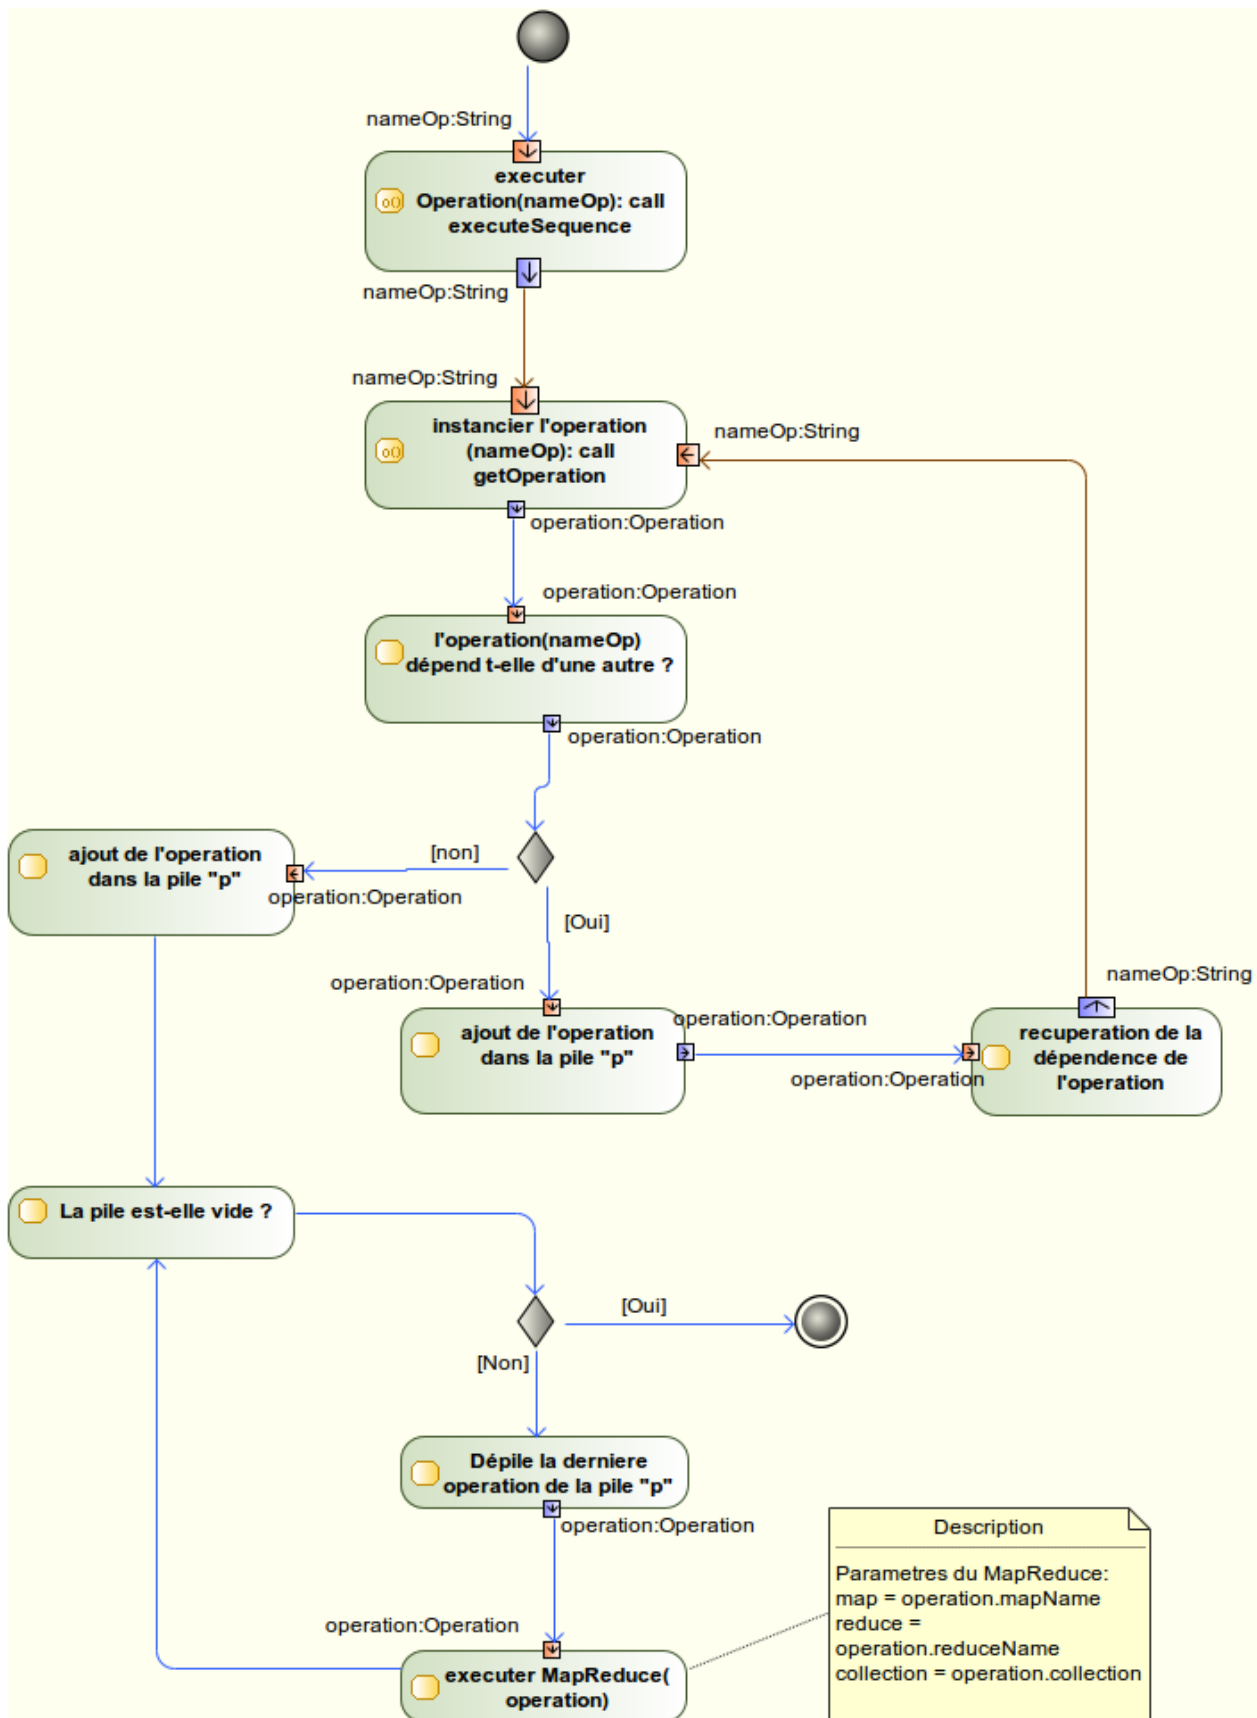 nameOp:String
executer
Operation(nameOp): call
executeSequence
nameOp:String
nameOp:String
instancier l'operation
(nameOp): call
getOperation
nameOp:String
operation:Operation
operation:Operation
l'operation(nameOp)
dépend t-elle d'une autre ?
operation:Operation
[non]
ajout de l'operation
dans la pile "p"
operation:Operation
[Oui]
operation:Operation
ajout de l'operation
dans la pile "p"
operation:Operation
operation:Operation
nameOp:String
recuperation de la
dépendence de
l'operation
La pile est-elle vide ?
[Oui]
[Non]
Dépile la derniere
operation de la pile "p"
operation:Operation
operation:Operation
executer MapReduce(
operation)
Description
Parametres du MapReduce:
map = operation.mapName
reduce =
operation.reduceName
collection = operation.collection